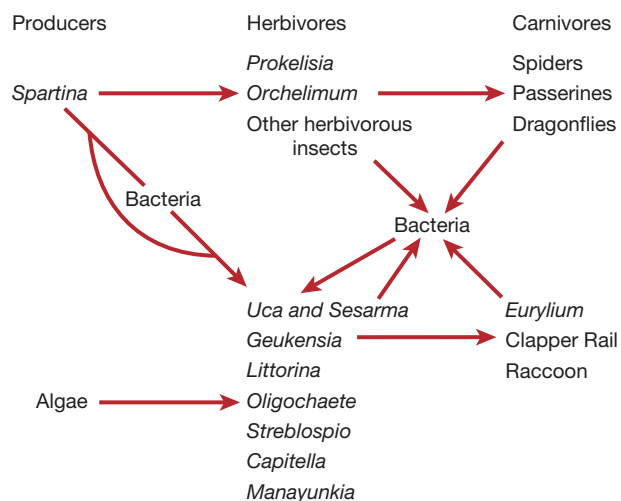 Producers
Herbivores
Carnivores
Prokelisia
Spiders
Spartina
Orchelimum
Passerines
Other herbivorous
insects
Dragonflies
Bacteria
Bacteria
Uca and Sesarma
Eurylium
Geukensia
Clapper Rail
Littorina
Raccoon
Algae
Oligochaete
Streblospio
Capitella
Manayunkia